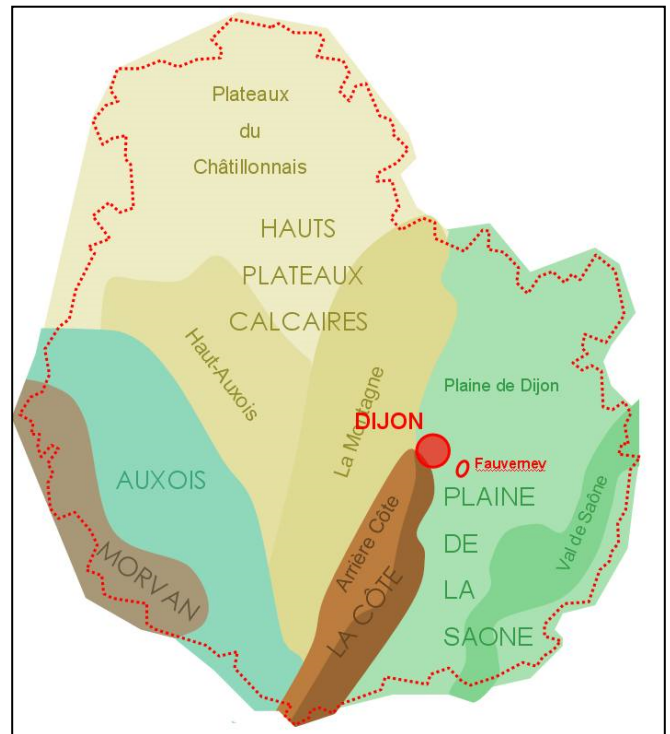 Plateaux
du
Châtillonnais
HAUTS
PLATEAUX
CALCAIRES
Haut-Auxois
La Montagne
Plaine de Dijon
DIJON
Fauverney
AUXOIS
PLAINE
DE
LA
SAONE
Val de Saône
Arrière Côte
LA CÔTE
MORVAN